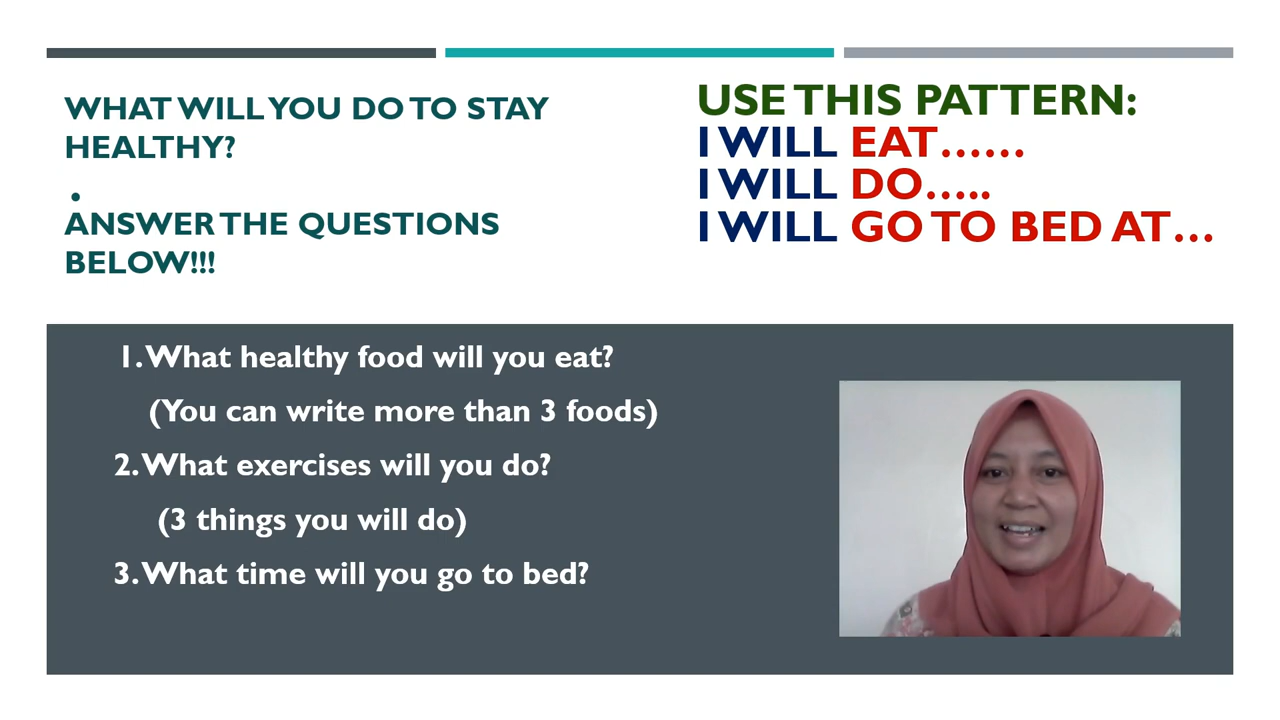 WHAT WILL YOU DO TO STAY
HEALTHY?
.
ANSWER THE QUESTIONS
BELOW!!!
USE THIS PATTERN:
I WILL EAT......
I WILL DO.....
I WILL GO TO BED AT...
1. What healthy food will you eat?
(You can write more than 3 foods)
2. What exercises will you do?
(3 things you will do)
3. What time will you go to bed?